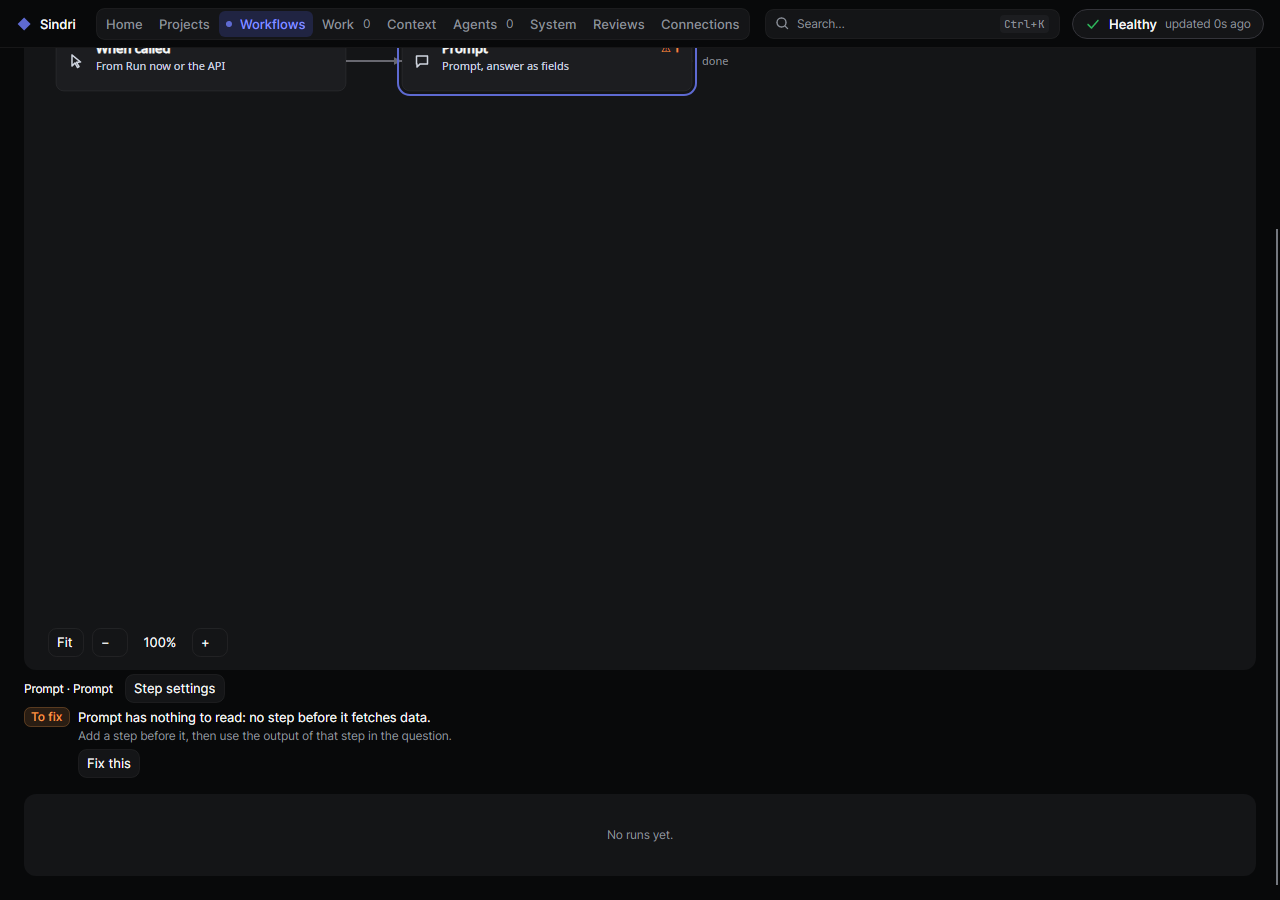 Sindri
Home Projects Workflows Work 0 Context Agents 0 System Reviews Connections
Search... Ctrl+K
Healthy updated 0s ago
When called
From Run now or the API
Prompt
Prompt, answer as fields
done
Fit − 100% +
Prompt · Prompt Step settings
To fix Prompt has nothing to read: no step before it fetches data.
Add a step before it, then use the output of that step in the question.
Fix this
No runs yet.